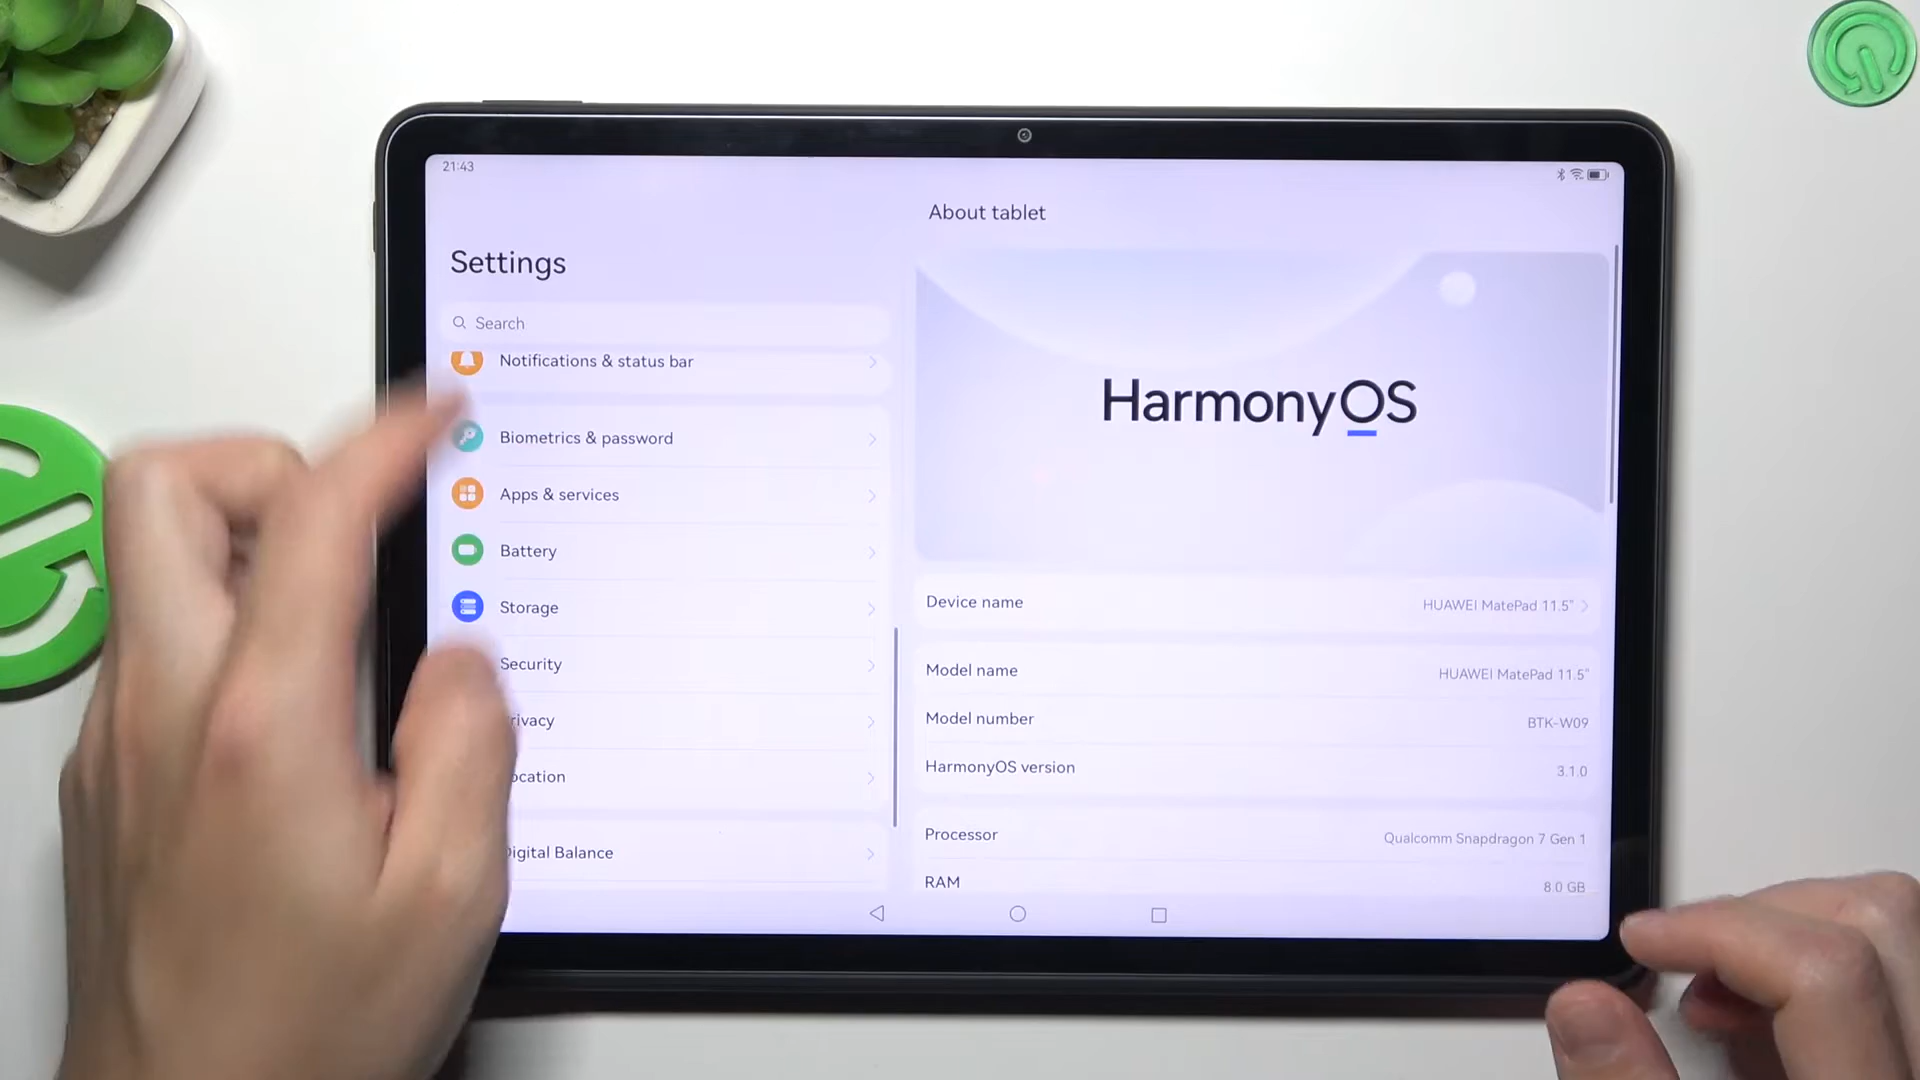 21:43
Settings
Search
Notifications & status bar
Biometrics & password
Apps & services
Battery
Storage
Security
rivacy
ocation
Digital Balance
About tablet
HarmonyOS
Device name HUAWEI MatePad 11.5"
Model name HUAWEI MatePad 11.5"
Model number BTK-W09
HarmonyOS version 3.1.0
Processor Qualcomm Snapdragon 7 Gen 1
RAM 8.0 GB